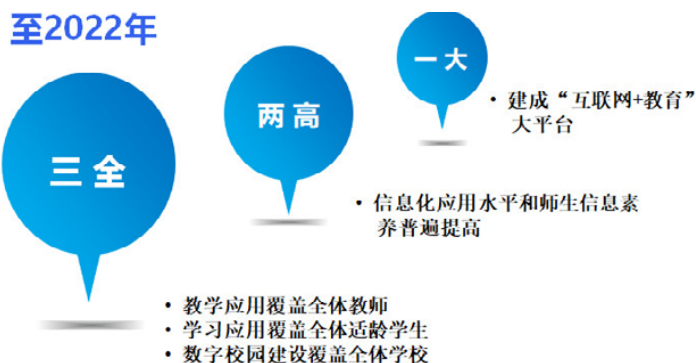 至2022年
三全
• 教学应用覆盖全体教师
• 学习应用覆盖全体适龄学生
• 数字校园建设覆盖全体学校
两高
• 信息化应用水平和师生信息素
养普遍提高
一大
• 建成“互联网+教育”
大平台